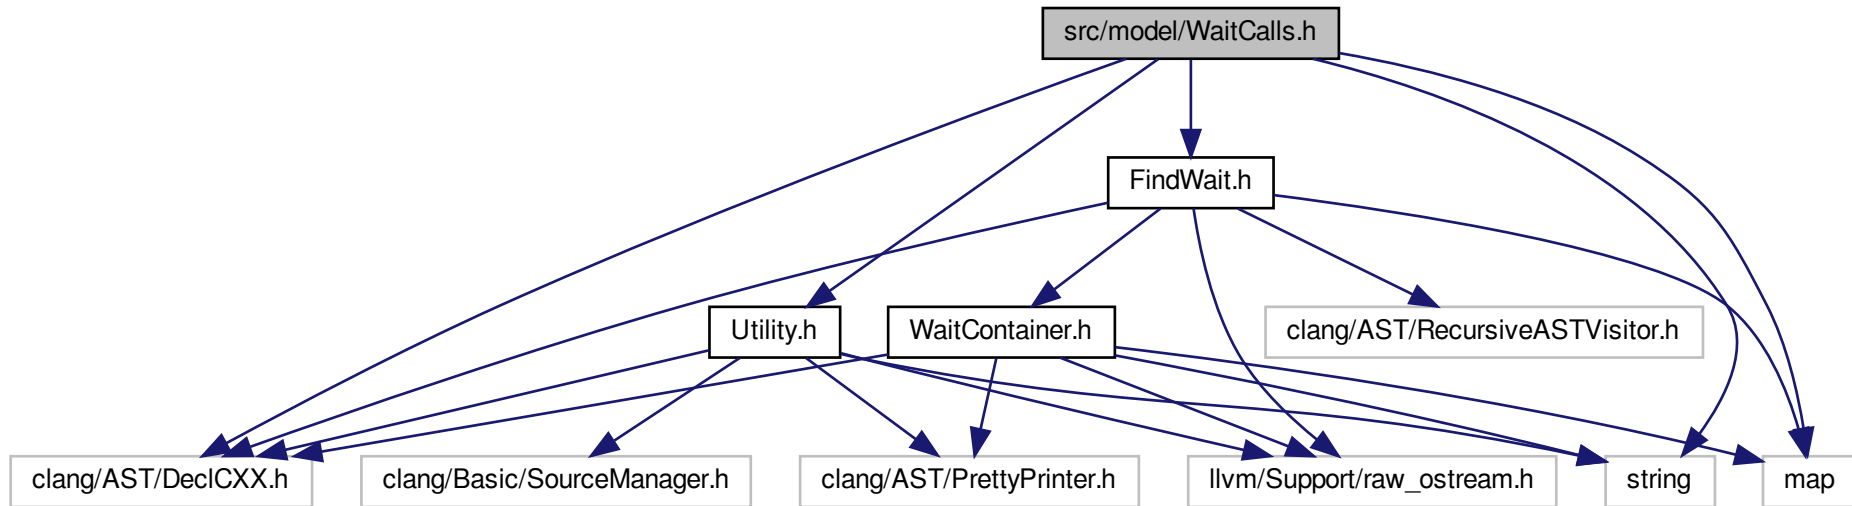 src/model/WaitCalls.h
FindWait.h
Utility.h
WaitContainer.h
clang/AST/RecursiveASTVisitor.h
clang/AST/DeclCXX.h
clang/Basic/SourceManager.h
clang/AST/PrettyPrinter.h
llvm/Support/raw_ostream.h
string
map